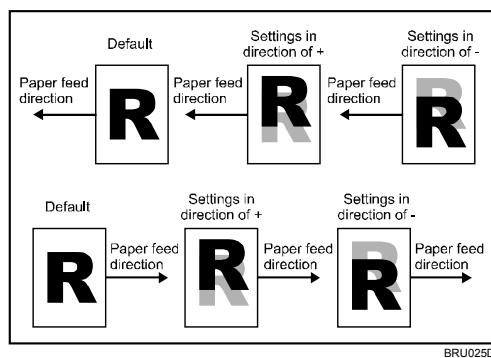 Default
Settings in
direction of +
Settings in
direction of -
Paper feed
direction
R
Paper feed
direction
R
R
Paper feed
direction
R
R
Default
Settings in
direction of +
Settings in
direction of -
R
Paper feed
direction
R
R
Paper feed
direction
R
R
Paper feed
direction
BRU025D